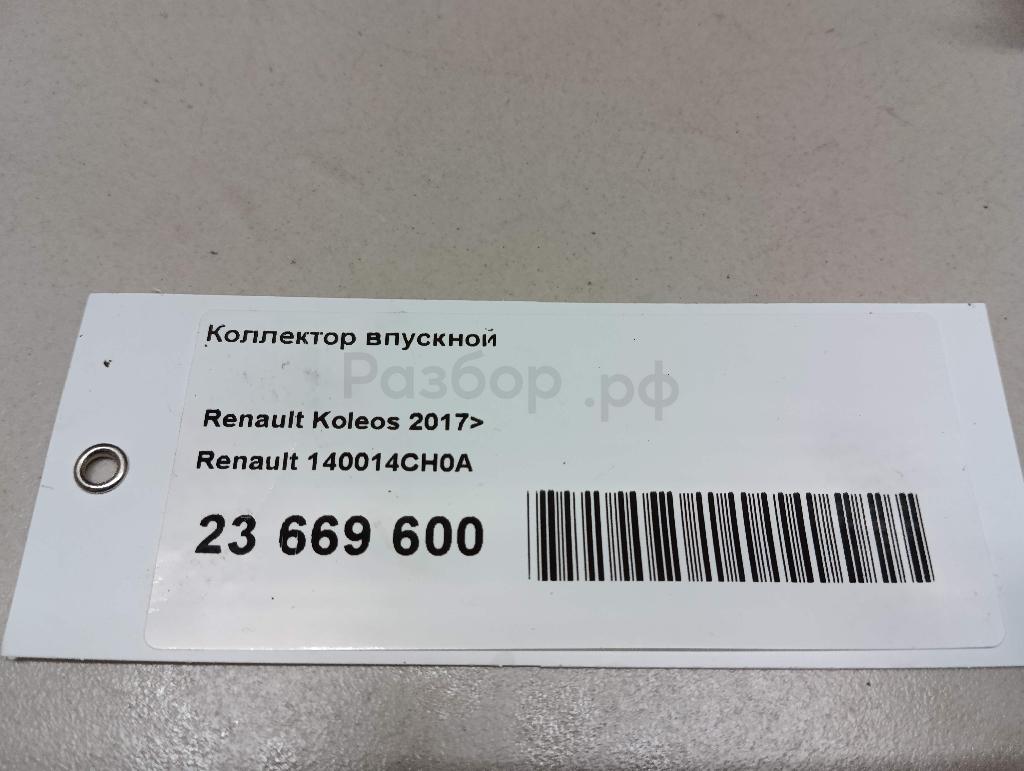 Коллектор впускной
Разбор.рф
Renault Koleos 2017>
Renault 140014CH0A
23 669 600